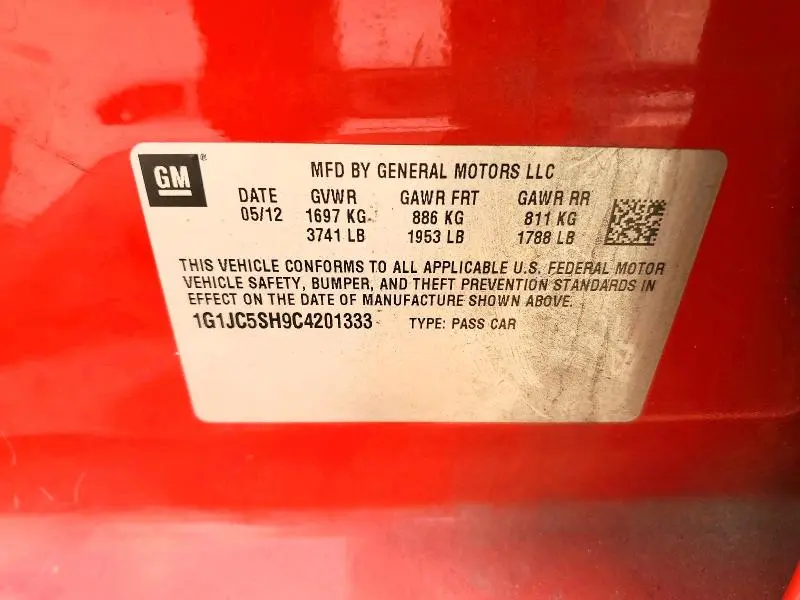 GM® MFD BY GENERAL MOTORS LLC
DATE GVWR GAWR FRT GAWR RR
05/12 1697 KG 886 KG 811 KG
3741 LB 1953 LB 1788 LB
THIS VEHICLE CONFORMS TO ALL APPLICABLE U.S. FEDERAL MOTOR
VEHICLE SAFETY, BUMPER, AND THEFT PREVENTION STANDARDS IN
EFFECT ON THE DATE OF MANUFACTURE SHOWN ABOVE.
1G1JC5SH9C4201333 TYPE: PASS CAR